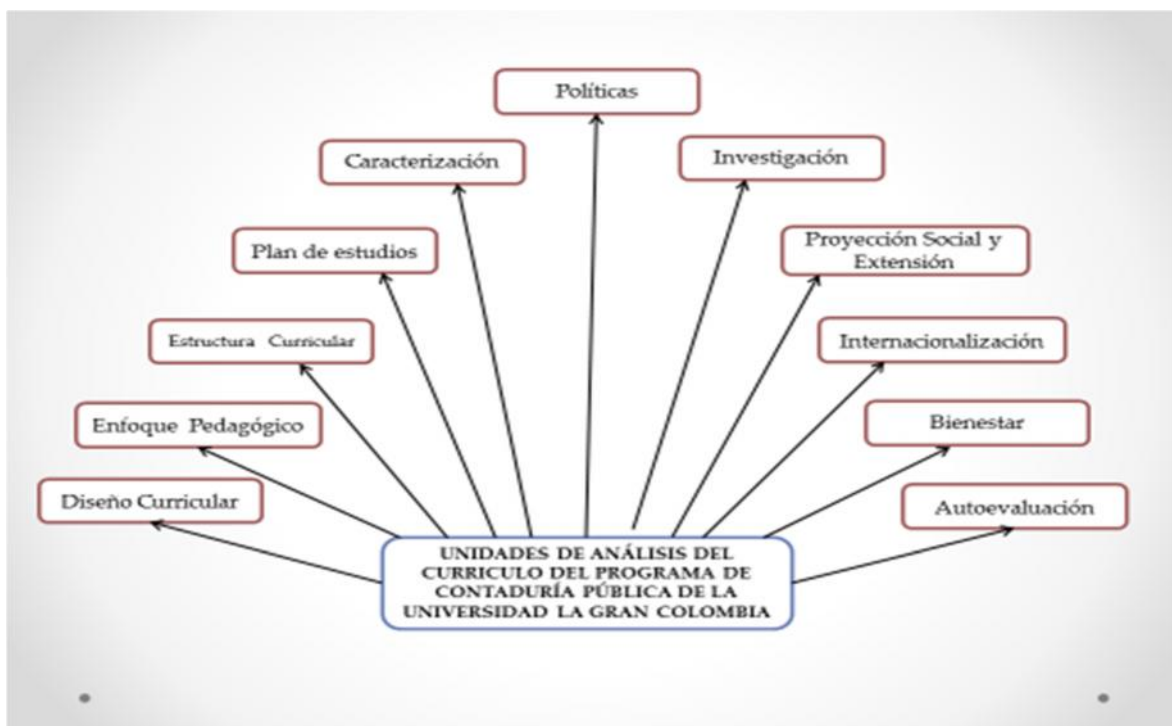 Políticas
Caracterización
Investigación
Plan de estudios
Proyección Social y
Extensión
Estructura Curricular
Internacionalización
Enfoque Pedagógico
Bienestar
Diseño Curricular
Autoevaluación
UNIDADES DE ANÁLISIS DEL
CURRICULO DEL PROGRAMA DE
CONTADURÍA PÚBLICA DE LA
UNIVERSIDAD LA GRAN COLOMBIA